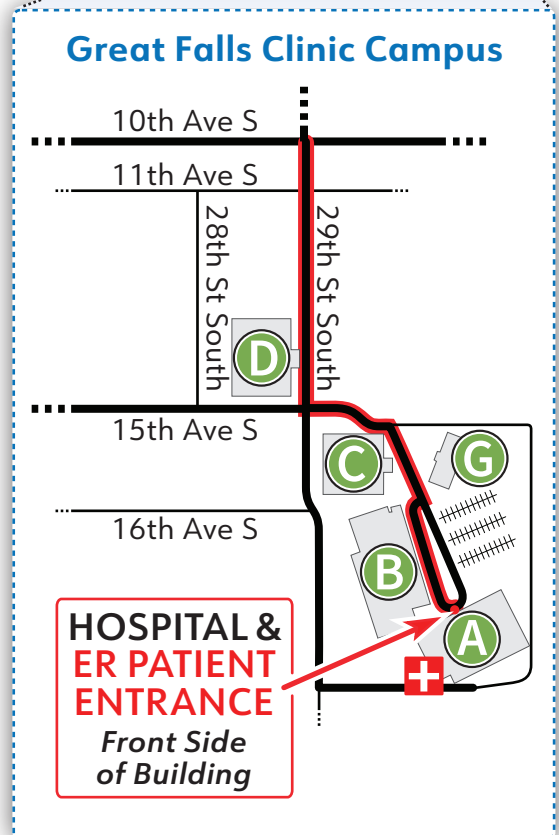 Great Falls Clinic Campus
10th Ave S
11th Ave S
28th St South
29th St South
D
15th Ave S
C
G
16th Ave S
B
A
HOSPITAL &
ER PATIENT
ENTRANCE
Front Side
of Building